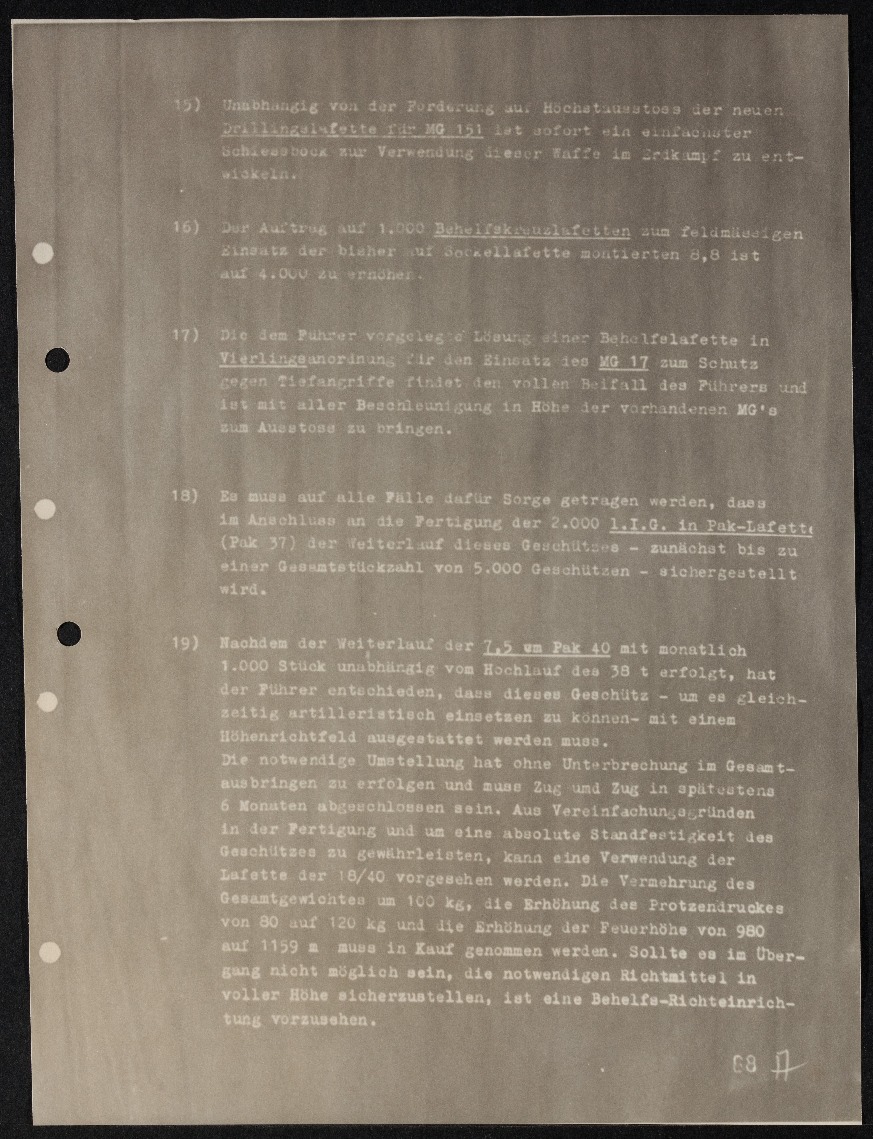 15) Unabhängig von der Forderung auf Höchstausstoss der neuen
Drillingslafette für MG 151 ist sofort ein einfachster
Schiessbock zur Verwendung dieser Waffe im Erdkampf zu ent-
wickeln.
16) Der Auftrag auf 1.000 Behelfskreuzlafetten zum feldmässigen
Einsatz der bisher auf Sockellafette montierten 8,8 ist
auf 4.000 zu erhöhen.
17) Die dem Führer vorgelegte Lösung einer Behelfslafette in
Vierlingsanordnung für den Einsatz des MG 17 zum Schutz
gegen Tiefangriffe findet den vollen Beifall des Führers und
ist mit aller Beschleunigung in Höhe der vorhandenen MG's
zum Ausstoss zu bringen.
18) Es muss auf alle Fälle dafür Sorge getragen werden, dass
im Anschluss an die Fertigung der 2.000 l.I.G. in Pak-Lafette
(Pak 37) der Weiterlauf dieses Geschützes - zunächst bis zu
einer Gesamtstückzahl von 5.000 Geschützen - sichergestellt
wird.
19) Nachdem der Weiterlauf der 7,5 um Pak 40 mit monatlich
1.000 Stück unabhängig vom Hochlauf des 38 t erfolgt, hat
der Führer entschieden, dass dieses Geschütz - um es gleich-
zeitig artilleristisch einsetzen zu können- mit einem
Höhenrichtfeld ausgestattet werden muss.
Die notwendige Umstellung hat ohne Unterbrechung im Gesamt-
ausbringen zu erfolgen und muss Zug umd Zug in spätestens
6 Monaten abgeschlossen sein. Aus Vereinfachungsgründen
in der Fertigung und um eine absolute Standfestigkeit des
Geschützes zu gewährleisten, kann eine Verwendung der
Lafette der 18/40 vorgesehen werden. Die Vermehrung des
Gesamtgewichtes um 100 kg, die Erhöhung des Protzendruckes
von 80 auf 120 kg und die Erhöhung der Feuerhöhe von 980
auf 1159 m muss in Kauf genommen werden. Sollte es im Über-
gang nicht möglich sein, die notwendigen Richtmittel in
voller Höhe sicherzustellen, ist eine Behelfs-Richteinrich-
tung vorzusehen.
68